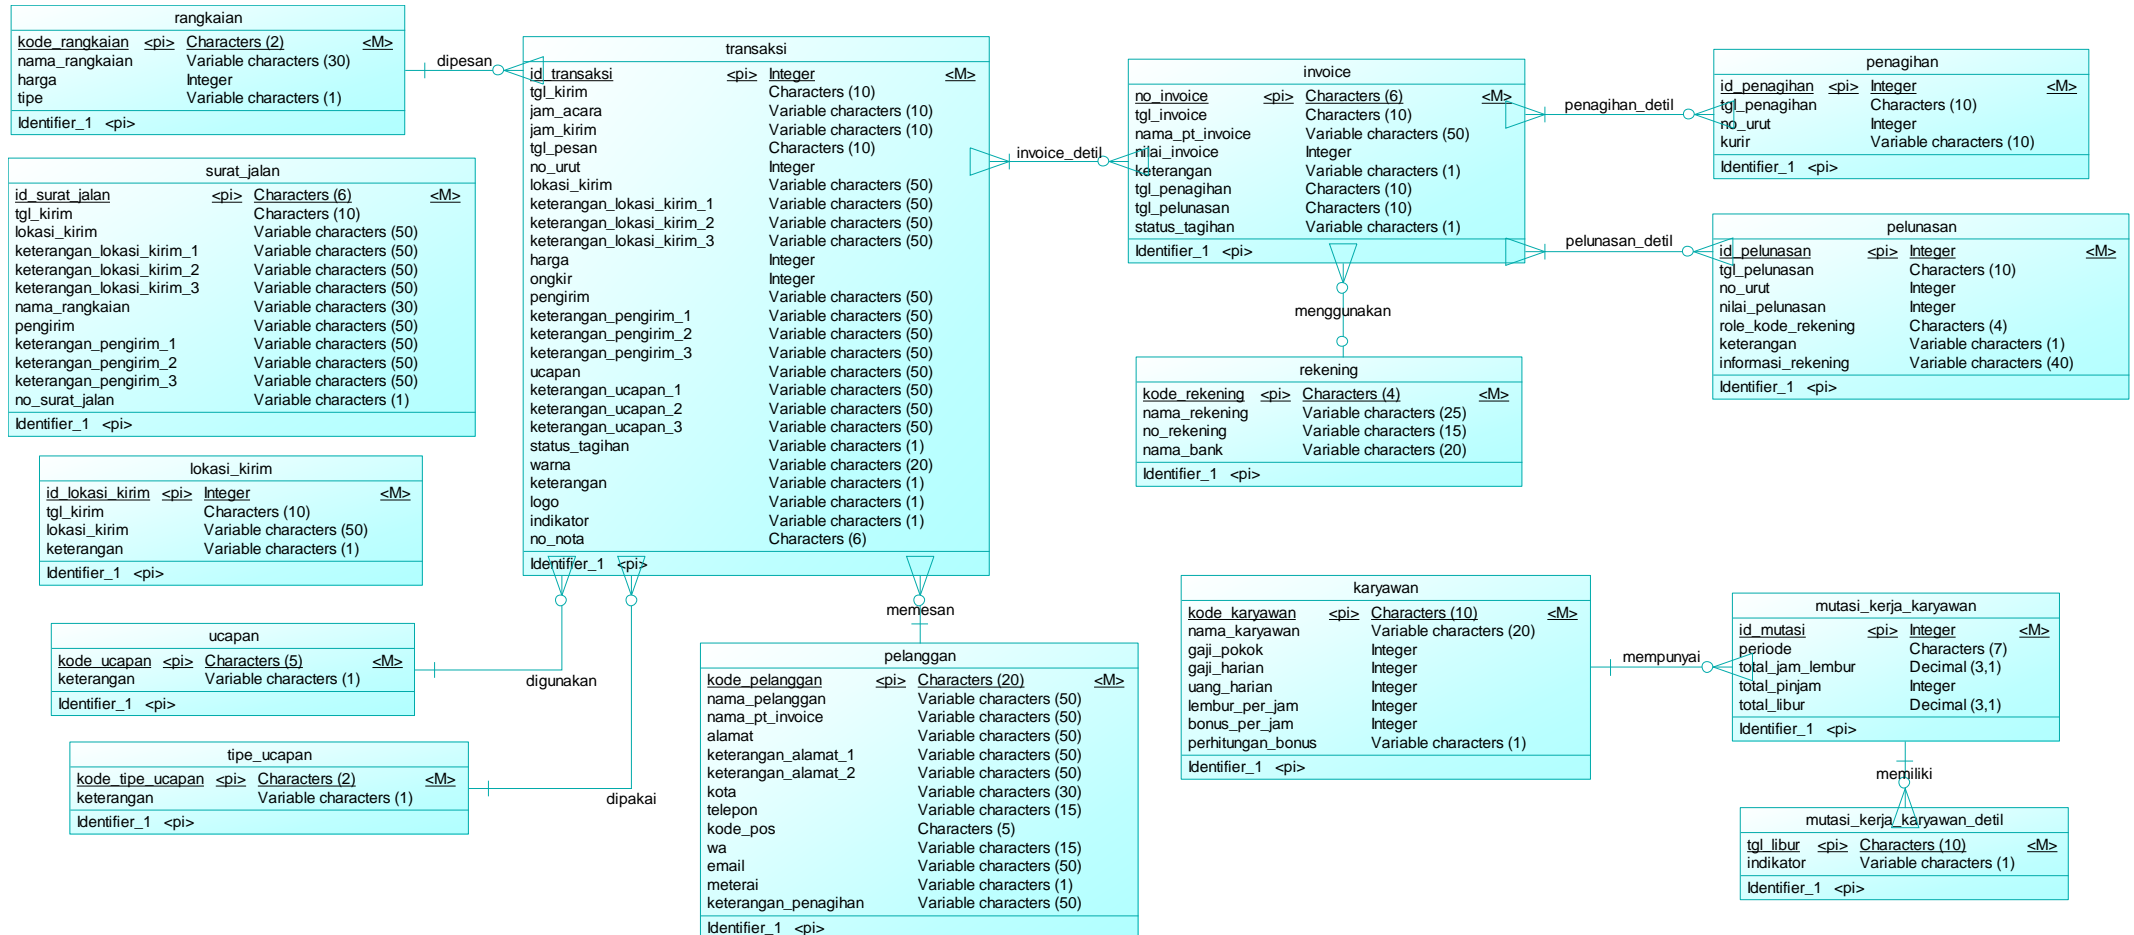 rangkaian
kode_rangkaian <pi> Characters (2) <M>
nama_rangkaian Variable characters (30)
harga Integer
tipe Variable characters (1)
Identifier_1 <pi>
dipesan
surat_jalan
id_surat_jalan <pi> Characters (6) <M>
tgl_kirim Characters (10)
lokasi_kirim Variable characters (50)
keterangan_lokasi_kirim_1 Variable characters (50)
keterangan_lokasi_kirim_2 Variable characters (50)
keterangan_lokasi_kirim_3 Variable characters (50)
nama_rangkaian Variable characters (30)
pengirim Variable characters (50)
keterangan_pengirim_1 Variable characters (50)
keterangan_pengirim_2 Variable characters (50)
keterangan_pengirim_3 Variable characters (50)
no_surat_jalan Variable characters (1)
Identifier_1 <pi>
lokasi_kirim
id_lokasi_kirim <pi> Integer <M>
tgl_kirim Characters (10)
lokasi_kirim Variable characters (50)
keterangan Variable characters (1)
Identifier_1 <pi>
ucapan
kode_ucapan <pi> Characters (5) <M>
keterangan Variable characters (1)
Identifier_1 <pi>
digunakan
tipe_ucapan
kode_tipe_ucapan <pi> Characters (2) <M>
keterangan Variable characters (1)
Identifier_1 <pi>
dipakai
transaksi
id_transaksi <pi> Integer <M>
tgl_kirim Characters (10)
jam_acara Variable characters (10)
jam_kirim Variable characters (10)
tgl_pesan Characters (10)
no_urut Integer
lokasi_kirim Variable characters (50)
keterangan_lokasi_kirim_1 Variable characters (50)
keterangan_lokasi_kirim_2 Variable characters (50)
keterangan_lokasi_kirim_3 Variable characters (50)
harga Integer
ongkir Integer
pengirim Variable characters (50)
keterangan_pengirim_1 Variable characters (50)
keterangan_pengirim_2 Variable characters (50)
keterangan_pengirim_3 Variable characters (50)
ucapan Variable characters (50)
keterangan_ucapan_1 Variable characters (50)
keterangan_ucapan_2 Variable characters (50)
keterangan_ucapan_3 Variable characters (50)
status_tagihan Variable characters (1)
warna Variable characters (20)
keterangan Variable characters (1)
logo Variable characters (1)
indikator Variable characters (1)
no_nota Characters (6)
Identifier_1 <pi>
memesan
pelanggan
kode_pelanggan <pi> Characters (20) <M>
nama_pelanggan Variable characters (50)
nama_pt_invoice Variable characters (50)
alamat Variable characters (50)
keterangan_alamat_1 Variable characters (50)
keterangan_alamat_2 Variable characters (50)
kota Variable characters (30)
telepon Variable characters (15)
kode_pos Characters (5)
wa Variable characters (15)
email Variable characters (50)
meterai Variable characters (1)
keterangan_penagihan Variable characters (50)
Identifier_1 <pi>
invoice_detil
invoice
no_invoice <pi> Characters (6) <M>
tgl_invoice Characters (10)
nama_pt_invoice Variable characters (50)
nilai_invoice Integer
keterangan Variable characters (1)
tgl_penagihan Characters (10)
tgl_pelunasan Characters (10)
status_tagihan Variable characters (1)
Identifier_1 <pi>
menggunakan
rekening
kode_rekening <pi> Characters (4) <M>
nama_rekening Variable characters (25)
no_rekening Variable characters (15)
nama_bank Variable characters (20)
Identifier_1 <pi>
penagihan_detil
penagihan
id_penagihan <pi> Integer <M>
tgl_penagihan Characters (10)
no_urut Integer
kurir Variable characters (10)
Identifier_1 <pi>
pelunasan_detil
pelunasan
id_pelunasan <pi> Integer <M>
tgl_pelunasan Characters (10)
no_urut Integer
nilai_pelunasan Integer
role_kode_rekening Characters (4)
keterangan Variable characters (1)
informasi_rekening Variable characters (40)
Identifier_1 <pi>
karyawan
kode_karyawan <pi> Characters (10) <M>
nama_karyawan Variable characters (20)
gaji_pokok Integer
gaji_harian Integer
uang_harian Integer
lembur_per_jam Integer
bonus_per_jam Integer
perhitungan_bonus Variable characters (1)
Identifier_1 <pi>
mempunyai
mutasi_kerja_karyawan
id_mutasi <pi> Integer <M>
periode Characters (7)
total_jam_lembur Decimal (3,1)
total_pinjam Integer
total_libur Decimal (3,1)
Identifier_1 <pi>
memiliki
mutasi_kerja_karyawan_detil
tgl_libur <pi> Characters (10) <M>
indikator Variable characters (1)
Identifier_1 <pi>